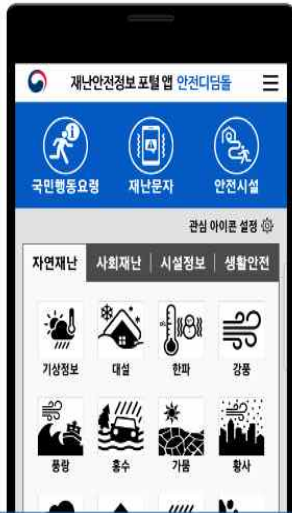 재난안전정보 포털 앱 안전디딤돌
국민행동요령 재난문자 안전시설
관심 아이콘 설정
자연재난 사회재난 시설정보 생활안전
기상정보 대설 한파 강풍
풍랑 홍수 가뭄 황사